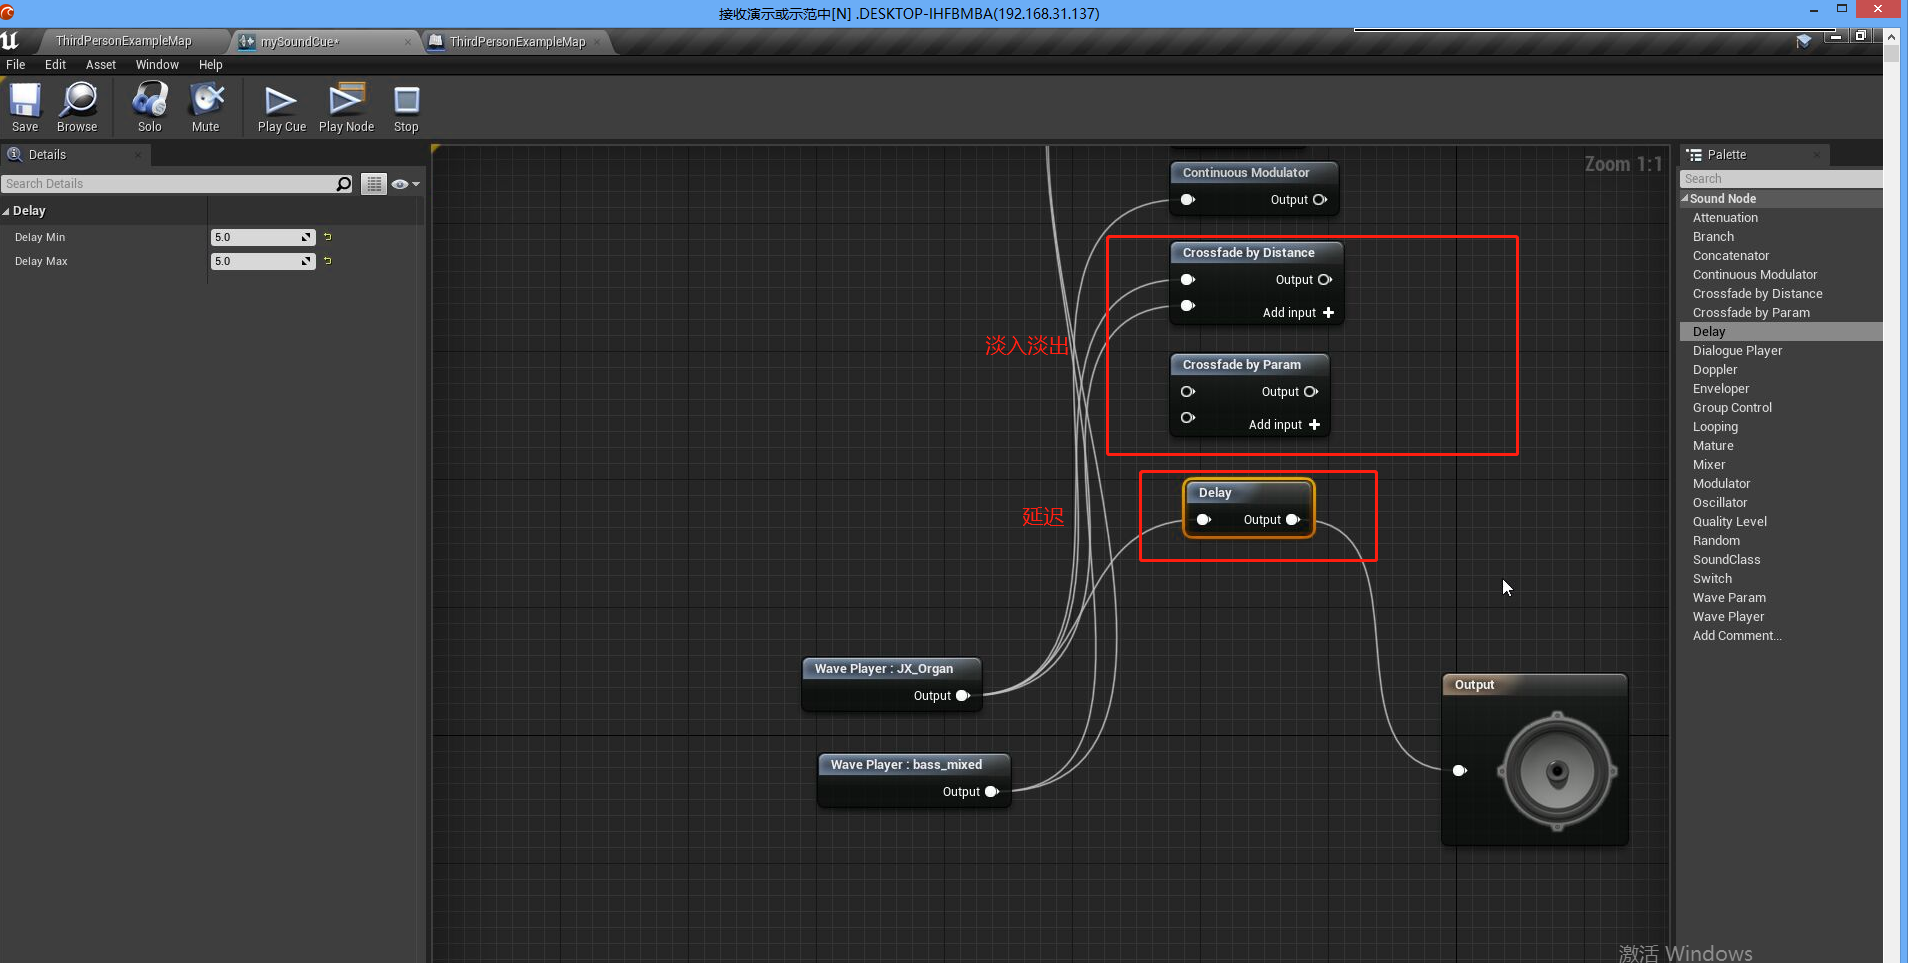 接收演示或示范中[N] .DESKTOP-IHFBMBA(192.168.31.137)
ThirdPersonExampleMap
mySoundCue*
ThirdPersonExampleMap
File Edit Asset Window Help
Save Browse Solo Mute Play Cue Play Node Stop
Details
Search Details
Delay
Delay Min 5.0
Delay Max 5.0
Zoom 1:1
Continuous Modulator
Output
Crossfade by Distance
Output
Add input
淡入淡出
Crossfade by Param
Output
Add input
Delay
Output
延迟
Wave Player : JX_Organ
Output
Wave Player : bass_mixed
Output
Output
Palette
Search
Sound Node
Attenuation
Branch
Concatenator
Continuous Modulator
Crossfade by Distance
Crossfade by Param
Delay
Dialogue Player
Doppler
Enveloper
Group Control
Looping
Mature
Mixer
Modulator
Oscillator
Quality Level
Random
SoundClass
Switch
Wave Param
Wave Player
Add Comment...
激活 Windows